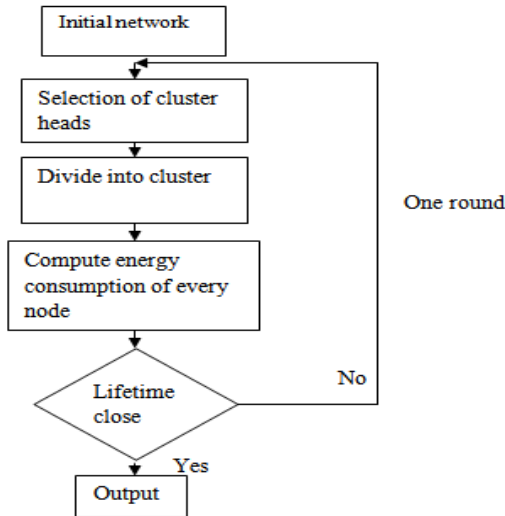 Initial network
Selection of cluster
heads
Divide into cluster
One round
Compute energy
consumption of every
node
Lifetime
close
No
Yes
Output